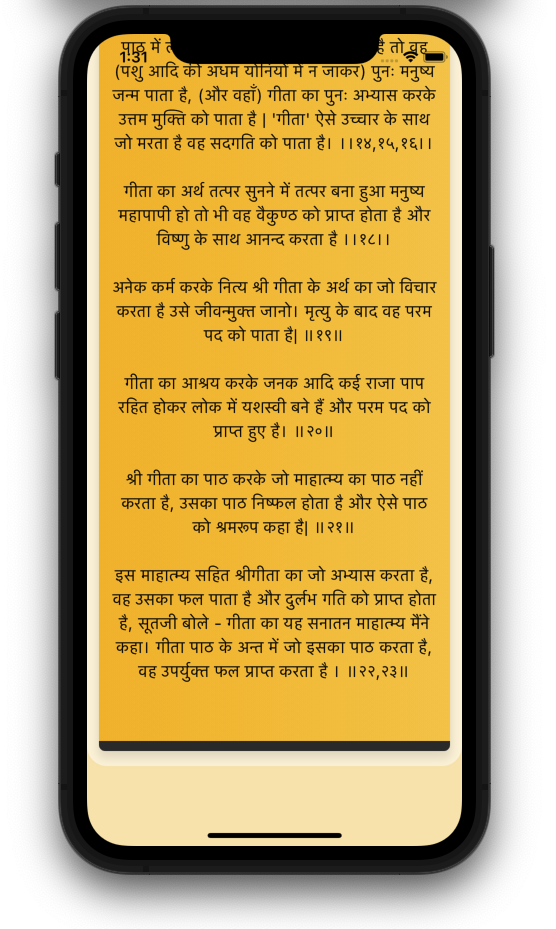 पाठ में है तो वह
1:31
(पशु आदि की अधम योनियों में न जाकर) पुनः मनुष्य
जन्म पाता है, (और वहाँ) गीता का पुनः अभ्यास करके
उत्तम मुक्ति को पाता है | 'गीता' ऐसे उच्चार के साथ
जो मरता है वह सदगति को पाता है। ।।१४,१५,१६।।
गीता का अर्थ तत्पर सुनने में तत्पर बना हुआ मनुष्य
महापापी हो तो भी वह वैकुण्ठ को प्राप्त होता है और
विष्णु के साथ आनन्द करता है ।।१८।।
अनेक कर्म करके नित्य श्री गीता के अर्थ का जो विचार
करता है उसे जीवन्मुक्त जानो। मृत्यु के बाद वह परम
पद को पाता है| ॥१९॥
गीता का आश्रय करके जनक आदि कई राजा पाप
रहित होकर लोक में यशस्वी बने हैं और परम पद को
प्राप्त हुए है। ॥२०॥
श्री गीता का पाठ करके जो माहात्म्य का पाठ नहीं
करता है, उसका पाठ निष्फल होता है और ऐसे पाठ
को श्रमरूप कहा है| ॥२१॥
इस माहात्म्य सहित श्रीगीता का जो अभ्यास करता है,
वह उसका फल पाता है और दुर्लभ गति को प्राप्त होता
है, सूतजी बोले - गीता का यह सनातन माहात्म्य मैंने
कहा। गीता पाठ के अन्त में जो इसका पाठ करता है,
वह उपर्युक्त फल प्राप्त करता है । ॥२२,२३॥